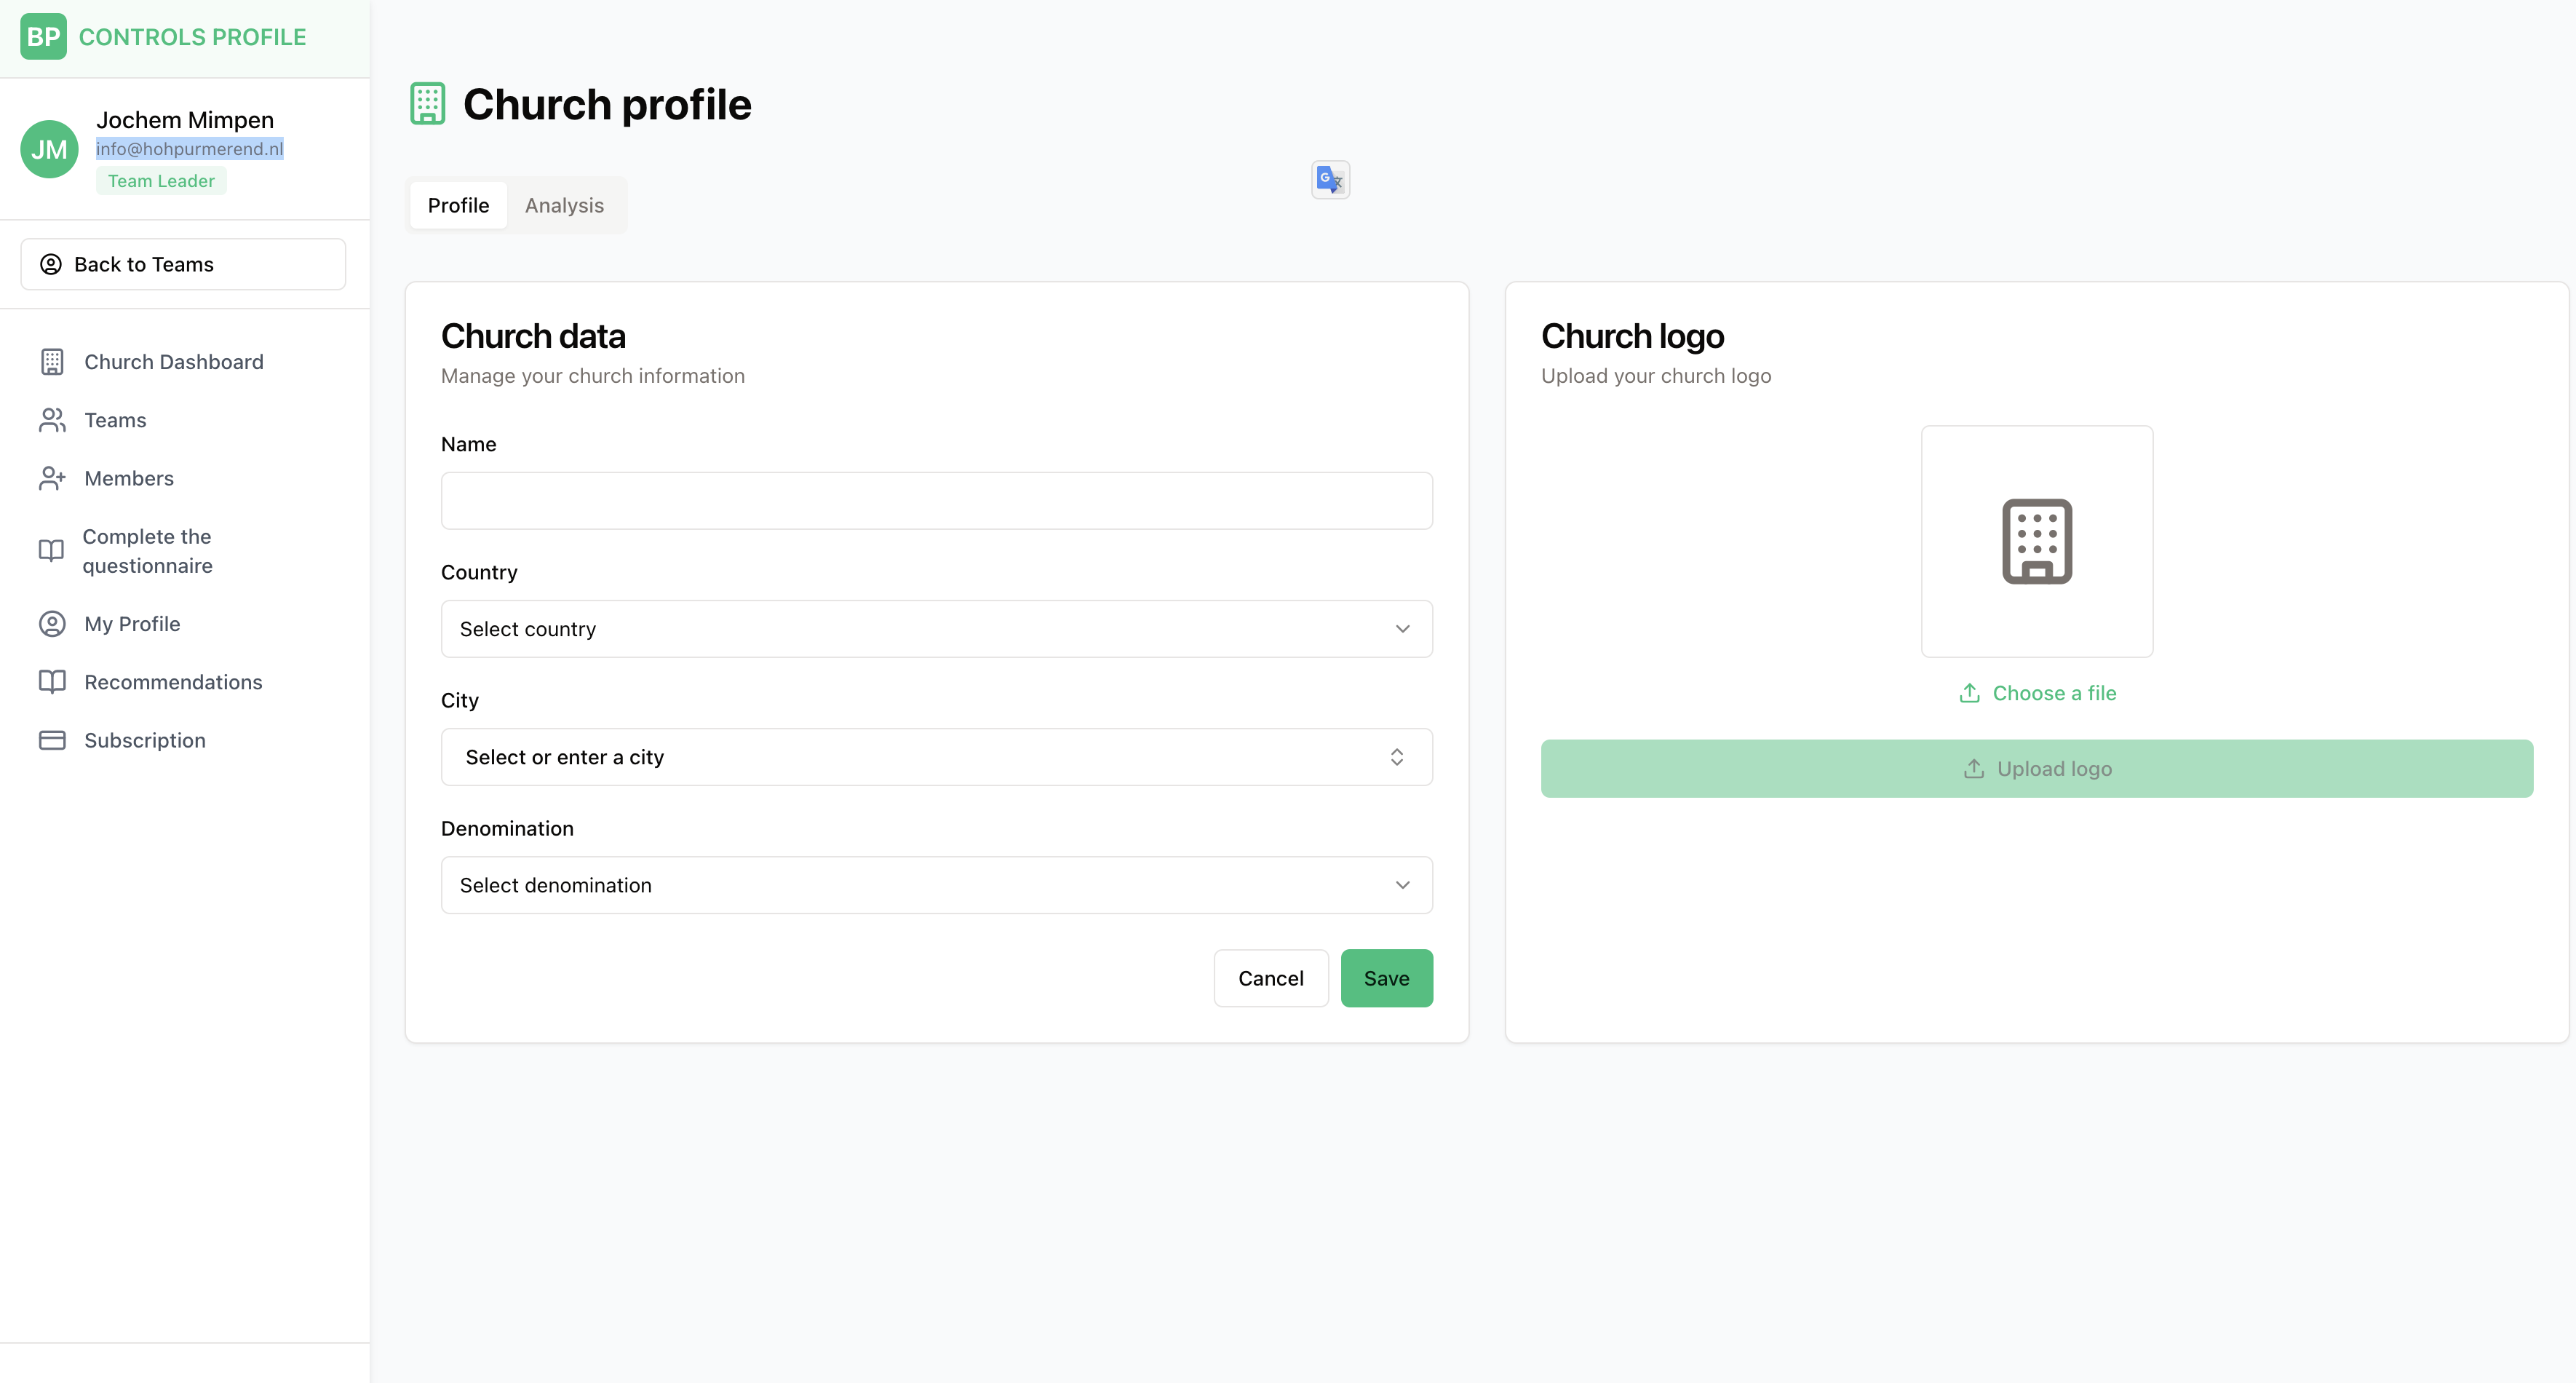 BP CONTROLS PROFILE
JM
Jochem Mimpen
info@hohpurmerend.nl
Team Leader
Back to Teams
Church Dashboard
Teams
Members
Complete the
questionnaire
My Profile
Recommendations
Subscription
Church profile
G 文
Profile Analysis
Church data
Manage your church information
Name
Country
Select country
City
Select or enter a city
Denomination
Select denomination
Cancel Save
Church logo
Upload your church logo
Choose a file
Upload logo